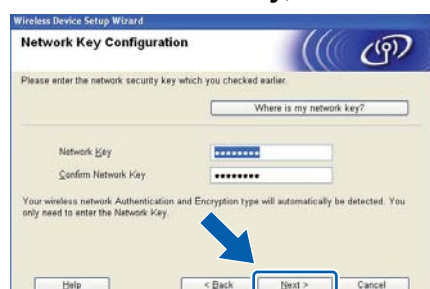 Wireless Device Setup Wizard
Network Key Configuration
Please enter the network security key which you checked earlier.
Where is my network key?
Network Key
Confirm Network Key
Your wireless network Authentication and Encryption type will automatically be detected. You
only need to enter the Network Key.
Help < Back Next > Cancel